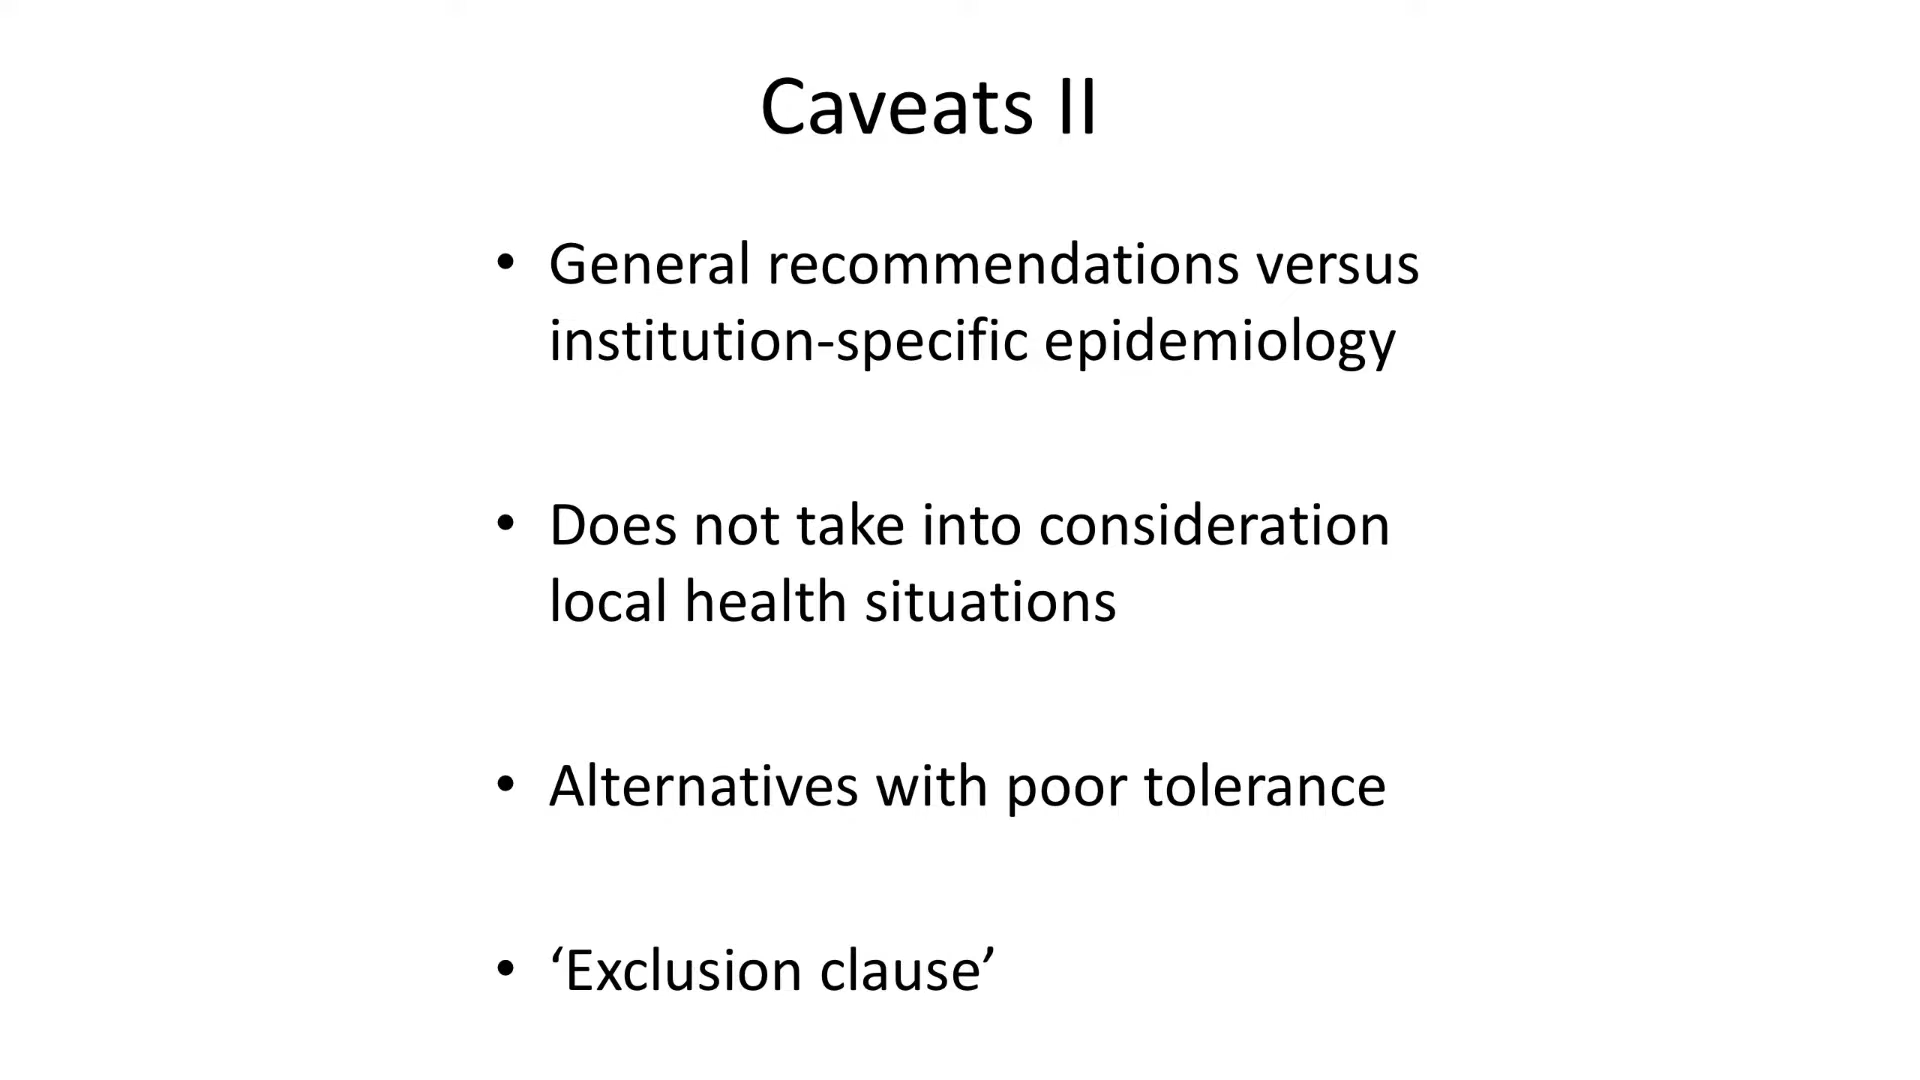 Caveats II
• General recommendations versus
institution-specific epidemiology
• Does not take into consideration
local health situations
• Alternatives with poor tolerance
• ‘Exclusion clause’